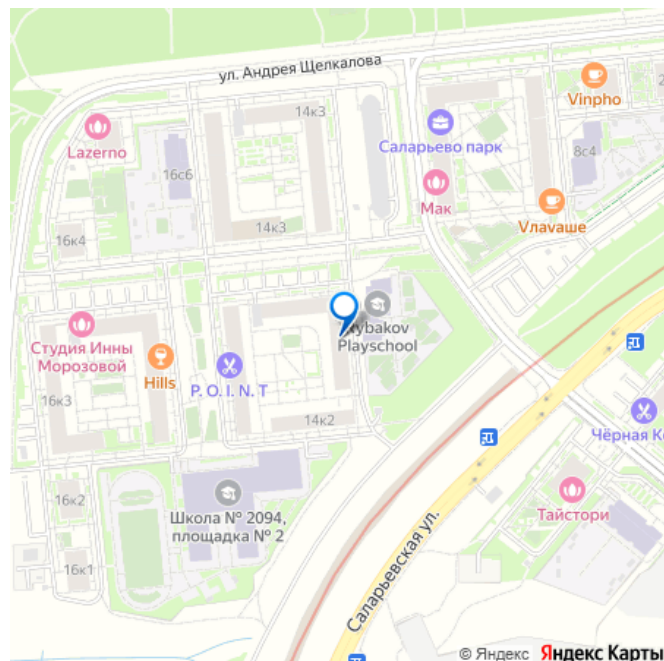 ул. Андрея Щелкалова
Vinpho
14к3
Lazerno
Саларьево парк
16с6
8с4
Мак
Vлаваше
14к3
16к4
Rybakov
Playschool
Студия Инны
Морозовой
Hills
P. O. I. N. T
16к3
14к2
Чёрная К
Тайстори
16к2
Школа № 2094,
площадка № 2
16к1
Саларьевская ул.
© Яндекс Яндекс Карты